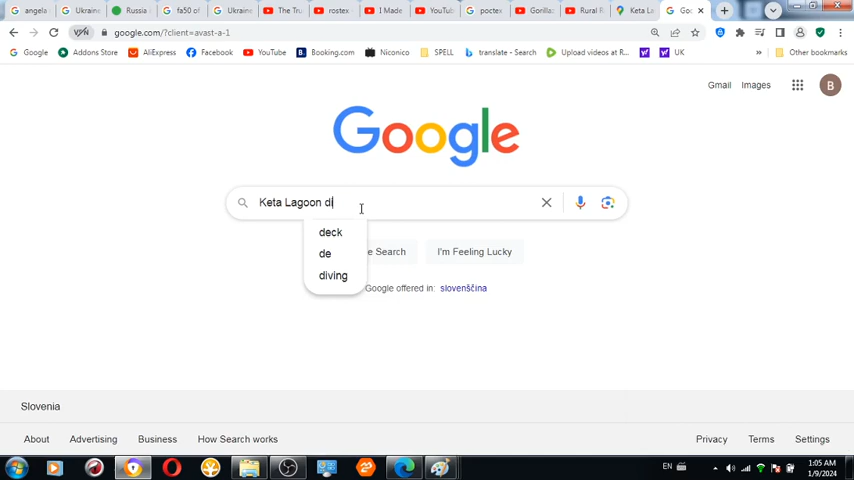 angela
Ukraine
Russia
fa50 of
Ukraine
The Tru
rostex
I Made
YouTu
poctex
Gorilla
Rural R
Keta La
Goo
VPN
google.com/?client=avast-a-1
Google
Addons Store
AliExpress
Facebook
YouTube
Booking.com
Niconico
SPELL
translate - Search
Upload videos at R...
UK
»
Other bookmarks
Gmail
Images
B
Google
Keta Lagoon di
deck
de
diving
e Search
I'm Feeling Lucky
Google offered in: slovenščina
Slovenia
About
Advertising
Business
How Search works
Privacy
Terms
Settings
EN
1:05 AM
1/9/2024